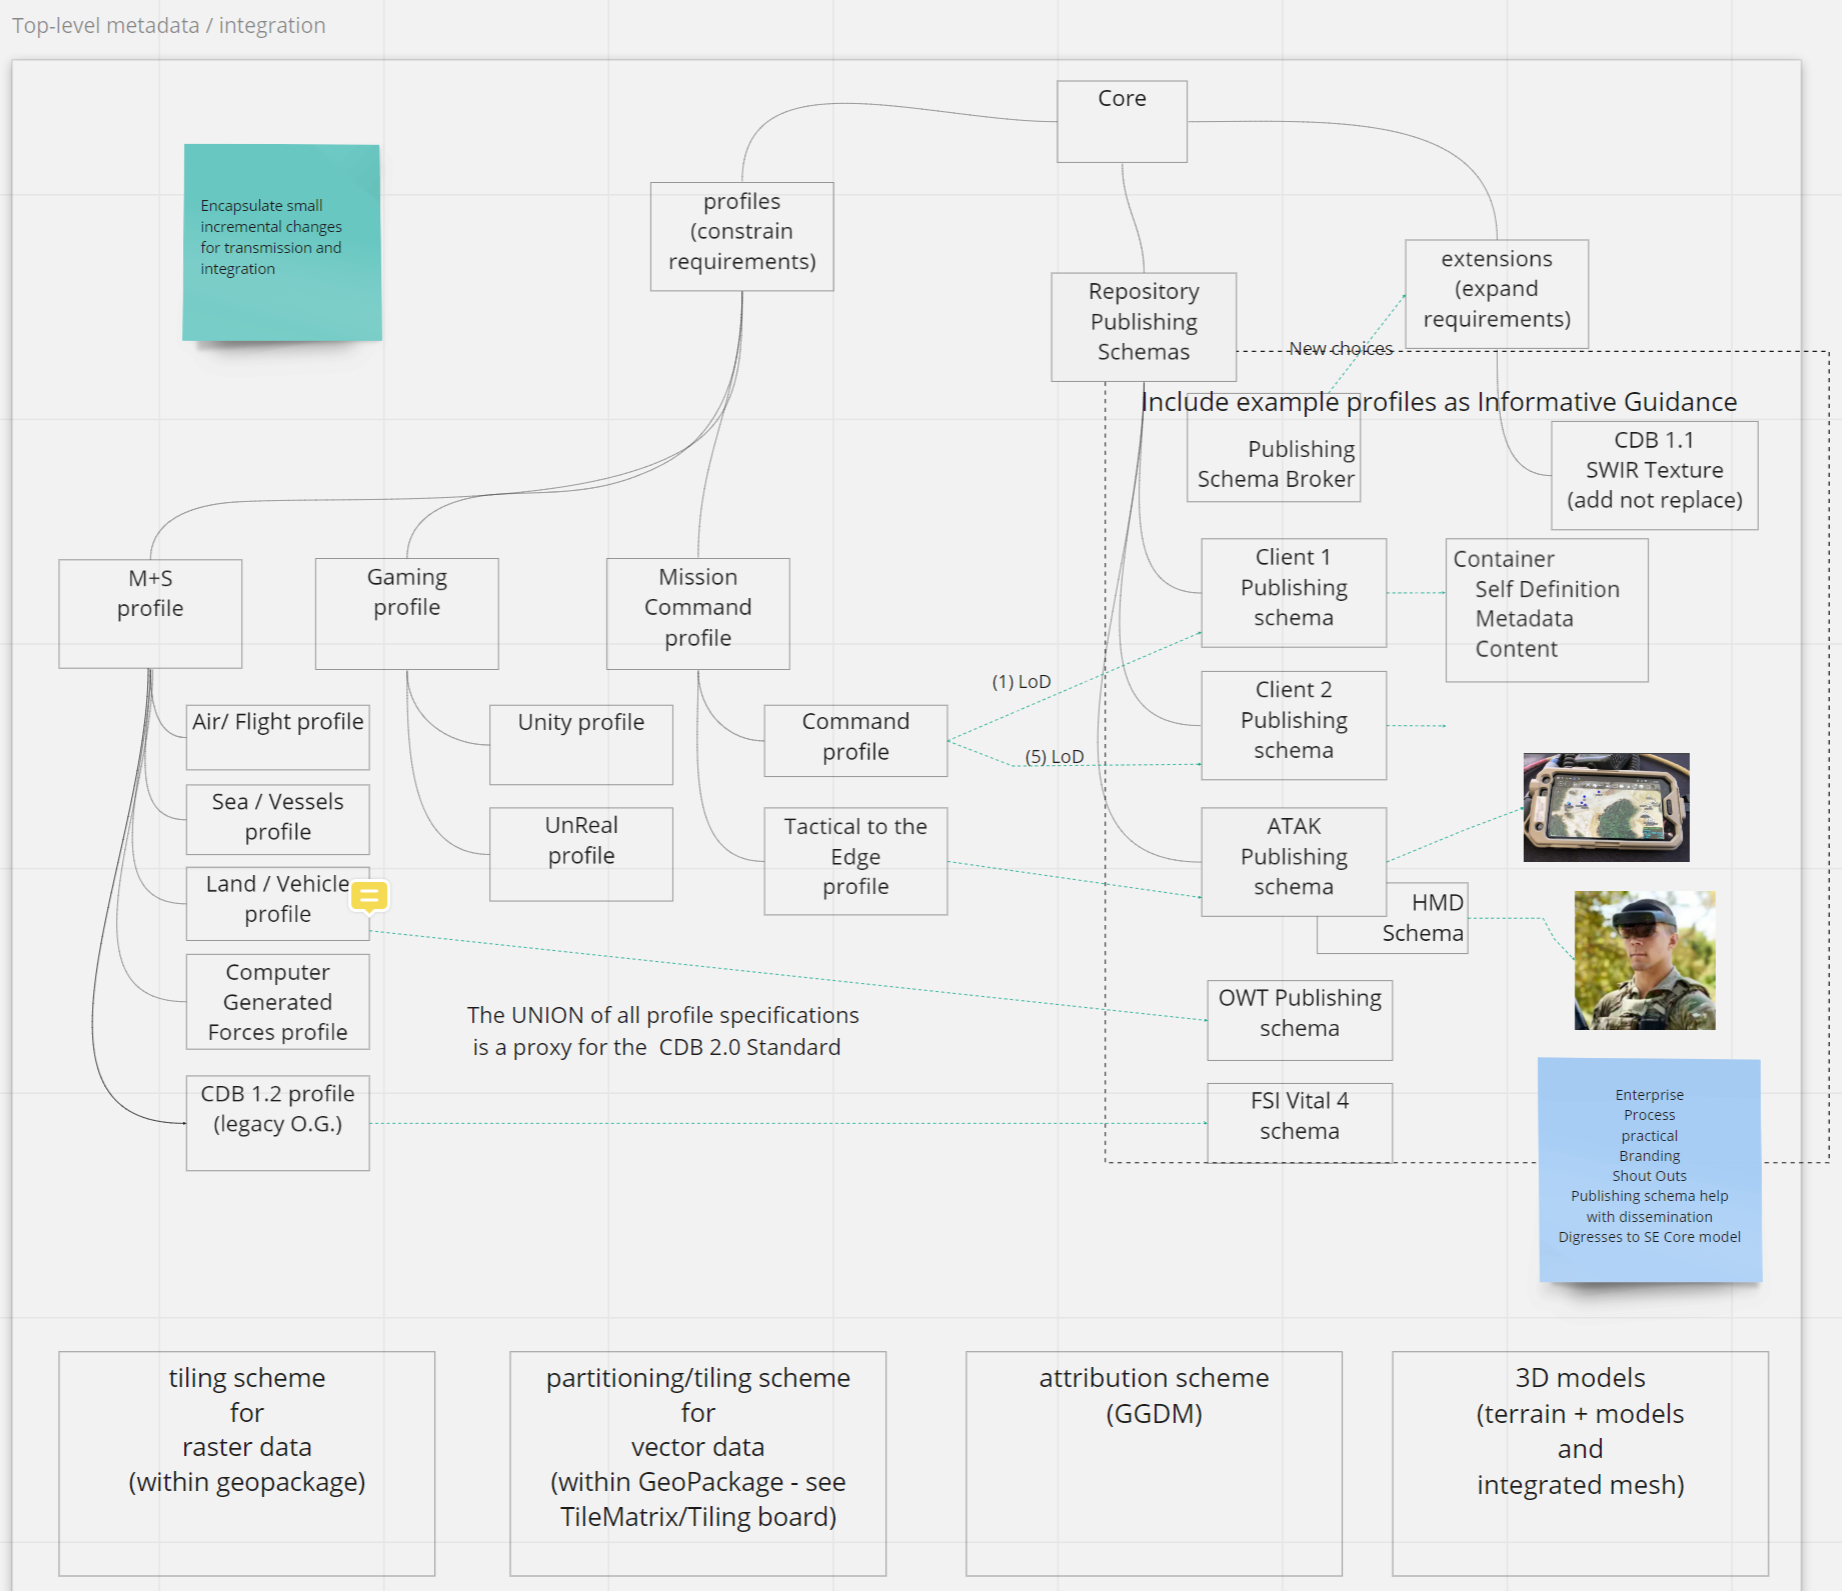 Top-level metadata / integration
Core
Encapsulate small
incremental changes
for transmission and
integration
profiles
(constrain
requirements)
Repository
Publishing
Schemas
extensions
(expand
requirements)
New choices
Include example profiles as Informative Guidance
Publishing
Schema Broker
CDB 1.1
SWIR Texture
(add not replace)
M+S
profile
Gaming
profile
Mission
Command
profile
Client 1
Publishing
schema
Container
Self Definition
Metadata
Content
(1) LoD
Air/ Flight profile
Unity profile
Command
profile
(5) LoD
Client 2
Publishing
schema
Sea / Vessels
profile
UnReal
profile
Tactical to the
Edge
profile
ATAK
Publishing
schema
Land / Vehicle
profile
HMD
Schema
Computer
Generated
Forces profile
The UNION of all profile specifications
is a proxy for the  CDB 2.0 Standard
OWT Publishing
schema
CDB 1.2 profile
(legacy O.G.)
FSI Vital 4
schema
Enterprise
Process
practical
Branding
Shout Outs
Publishing schema help
with dissemination
Digresses to SE Core model
tiling scheme
for
raster data
(within geopackage)
partitioning/tiling scheme
for
vector data
(within GeoPackage - see
TileMatrix/Tiling board)
attribution scheme
(GGDM)
3D models
(terrain + models
and
integrated mesh)